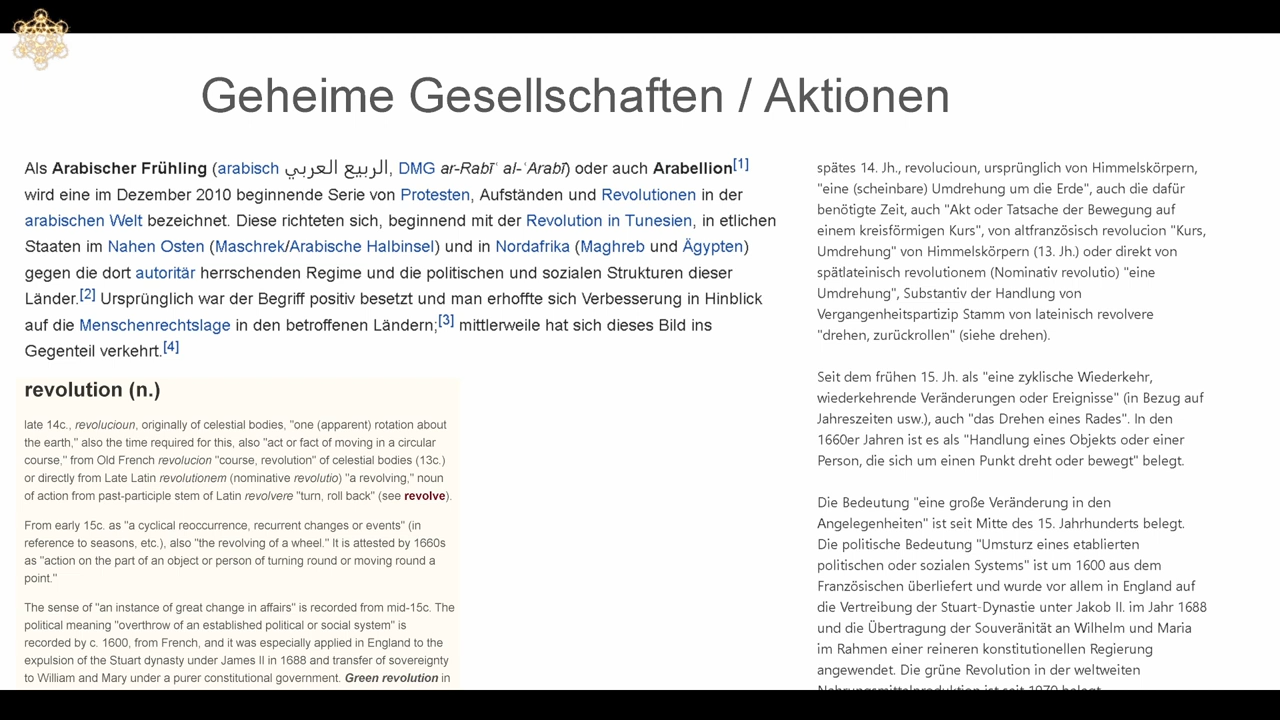 Geheime Gesellschaften / Aktionen
Als Arabischer Frühling (arabisch الربيع العربي, DMG ar-Rabīʿ al-ʿArabī) oder auch Arabellion[1]
wird eine im Dezember 2010 beginnende Serie von Protesten, Aufständen und Revolutionen in der
arabischen Welt bezeichnet. Diese richteten sich, beginnend mit der Revolution in Tunesien, in etlichen
Staaten im Nahen Osten (Maschrek/Arabische Halbinsel) und in Nordafrika (Maghreb und Ägypten)
gegen die dort autoritär herrschenden Regime und die politischen und sozialen Strukturen dieser
Länder.[2] Ursprünglich war der Begriff positiv besetzt und man erhoffte sich Verbesserung in Hinblick
auf die Menschenrechtslage in den betroffenen Ländern;[3] mittlerweile hat sich dieses Bild ins
Gegenteil verkehrt.[4]
revolution (n.)
late 14c., revolucioun, originally of celestial bodies, "one (apparent) rotation about
the earth," also the time required for this, also "act or fact of moving in a circular
course," from Old French revolucion "course, revolution" of celestial bodies (13c.)
or directly from Late Latin revolutionem (nominative revolutio) "a revolving," noun
of action from past-participle stem of Latin revolvere "turn, roll back" (see revolve).
From early 15c. as "a cyclical reoccurrence, recurrent changes or events" (in
reference to seasons, etc.), also "the revolving of a wheel." It is attested by 1660s
as "action on the part of an object or person of turning round or moving round a
point."
The sense of "an instance of great change in affairs" is recorded from mid-15c. The
political meaning "overthrow of an established political or social system" is
recorded by c. 1600, from French, and it was especially applied in England to the
expulsion of the Stuart dynasty under James II in 1688 and transfer of sovereignty
to William and Mary under a purer constitutional government. Green revolution in
spätes 14. Jh., revolucioun, ursprünglich von Himmelskörpern,
"eine (scheinbare) Umdrehung um die Erde", auch die dafür
benötigte Zeit, auch "Akt oder Tatsache der Bewegung auf
einem kreisförmigen Kurs", von altfranzösisch revolucion "Kurs,
Umdrehung" von Himmelskörpern (13. Jh.) oder direkt von
spätlateinisch revolutionem (Nominativ revolutio) "eine
Umdrehung", Substantiv der Handlung von
Vergangenheitspartizip Stamm von lateinisch revolvere
"drehen, zurückrollen" (siehe drehen).
Seit dem frühen 15. Jh. als "eine zyklische Wiederkehr,
wiederkehrende Veränderungen oder Ereignisse" (in Bezug auf
Jahreszeiten usw.), auch "das Drehen eines Rades". In den
1660er Jahren ist es als "Handlung eines Objekts oder einer
Person, die sich um einen Punkt dreht oder bewegt" belegt.
Die Bedeutung "eine große Veränderung in den
Angelegenheiten" ist seit Mitte des 15. Jahrhunderts belegt.
Die politische Bedeutung "Umsturz eines etablierten
politischen oder sozialen Systems" ist um 1600 aus dem
Französischen überliefert und wurde vor allem in England auf
die Vertreibung der Stuart-Dynastie unter Jakob II. im Jahr 1688
und die Übertragung der Souveränität an Wilhelm und Maria
im Rahmen einer reineren konstitutionellen Regierung
angewendet. Die grüne Revolution in der weltweiten
Nahrungsmittelproduktion ist seit 1970 belegt.